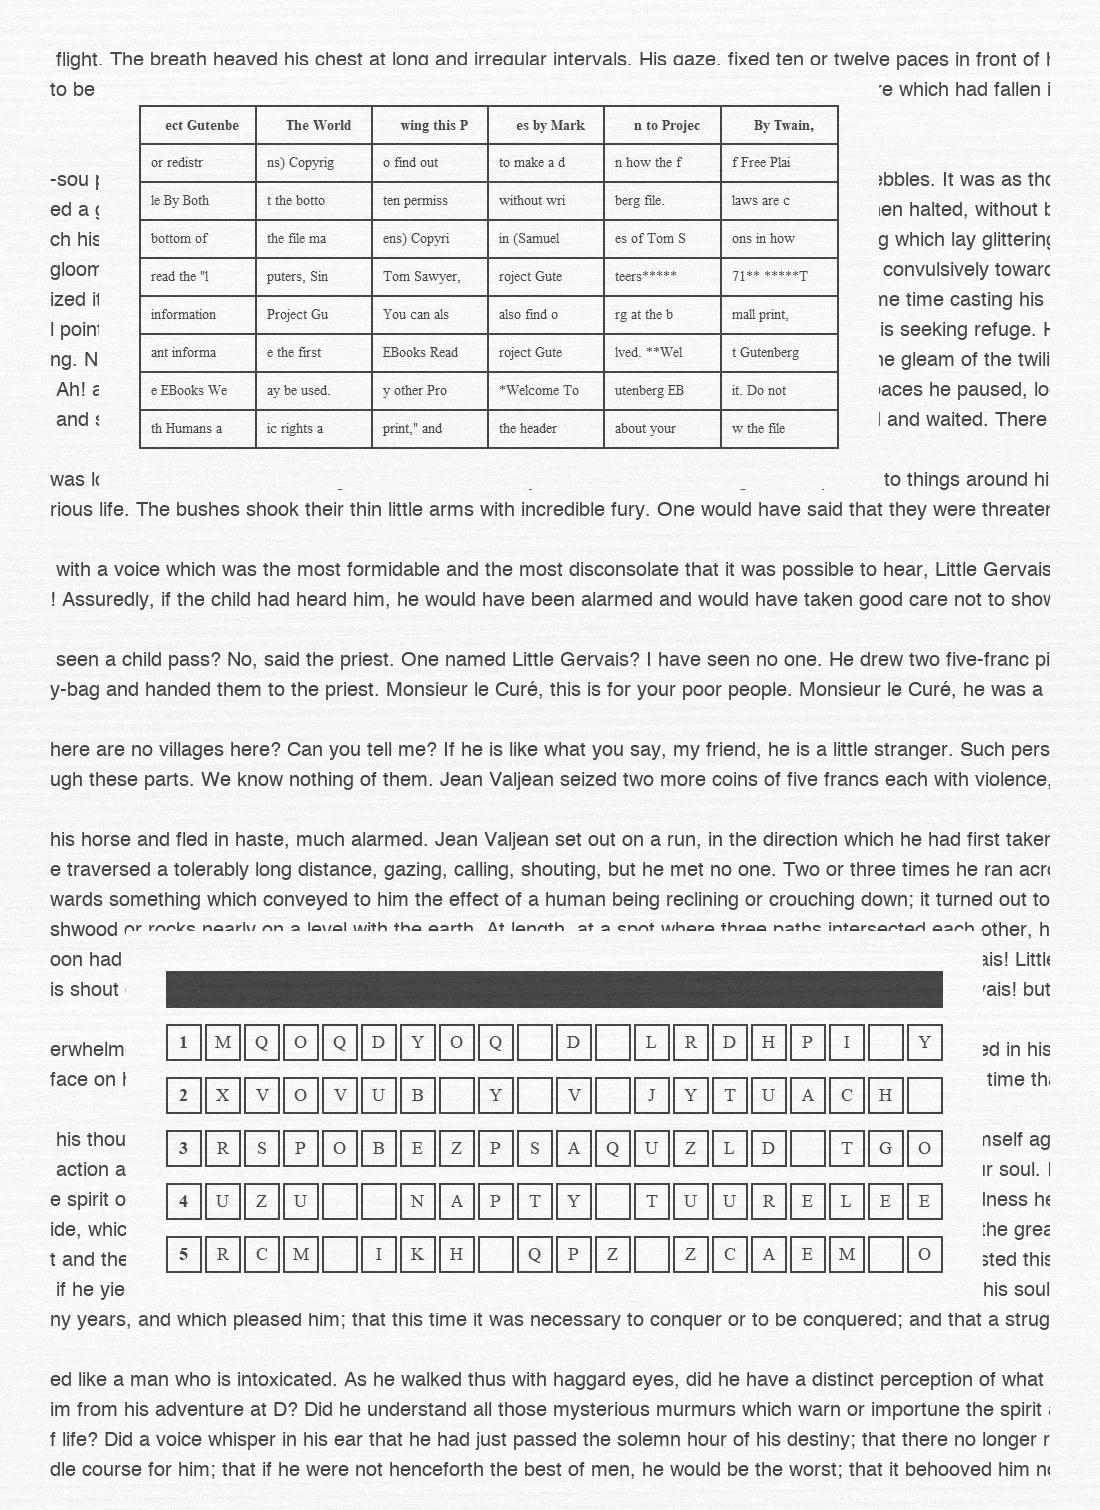 flight. The breath heaved his chest at long and irregular intervals. His gaze, fixed ten or twelve paces in front of
to be re which had fallen
ect Gutenbe The World wing this P es by Mark n to Projec By Twain,
or redistr ns) Copyrig o find out to make a d n how the f f Free Plai
le By Both t the botto ten permiss without wri berg file. laws are c
bottom of the file ma ens) Copyri in (Samuel es of Tom S ons in how
read the "l puters, Sin Tom Sawyer, roject Gute teers***** 71** *****T
information Project Gu You can als also find o rg at the b mall print,
ant informa e the first EBooks Read roject Gute lved. **Wel t Gutenberg
e EBooks We ay be used. y other Pro *Welcome To utenberg EB it. Do not
th Humans a ic rights a print," and the header about your w the file
-sou ebbles. It was as
ed a en halted, without
ch his g which lay glittering
gloom convulsively toward
ized it me time casting his
l point is seeking refuge.
ng. N e gleam of the twili
Ah! a paces he paused, lo
and s and waited. There
was lo to things around hi
rious life. The bushes shook their thin little arms with incredible fury. One would have said that they were threaten
with a voice which was the most formidable and the most disconsolate that it was possible to hear, Little Gervais
! Assuredly, if the child had heard him, he would have been alarmed and would have taken good care not to show
seen a child pass? No, said the priest. One named Little Gervais? I have seen no one. He drew two five-franc pi
y-bag and handed them to the priest. Monsieur le Curé, this is for your poor people. Monsieur le Curé, he was a
here are no villages here? Can you tell me? If he is like what you say, my friend, he is a little stranger. Such pers
ugh these parts. We know nothing of them. Jean Valjean seized two more coins of five francs each with violence,
his horse and fled in haste, much alarmed. Jean Valjean set out on a run, in the direction which he had first taken
e traversed a tolerably long distance, gazing, calling, shouting, but he met no one. Two or three times he ran acro
wards something which conveyed to him the effect of a human being reclining or crouching down; it turned out to
shwood or rocks nearly on a level with the earth. At length, at a spot where three paths intersected each other, h
oon had ais! Little
is shout vais! but
1 M Q O Q D Y O Q D L R D H P I Y
2 X V O V U B Y V J Y T U A C H
3 R S P O B E Z P S A Q U Z L D T G O
4 U Z U N A P T Y T U U R E L E E
5 R C M I K H Q P Z Z C A E M O
erwhelm ed in his
face on time tha
his thou mself ag
action a ur soul.
e spirit o lness he
ide, which the grea
t and the sted this
if he yie his soul
ny years, and which pleased him; that this time it was necessary to conquer or to be conquered; and that a strug
ed like a man who is intoxicated. As he walked thus with haggard eyes, did he have a distinct perception of what
im from his adventure at D? Did he understand all those mysterious murmurs which warn or importune the spirit
f life? Did a voice whisper in his ear that he had just passed the solemn hour of his destiny; that there no longer r
dle course for him; that if he were not henceforth the best of men, he would be the worst; that it behooved him no